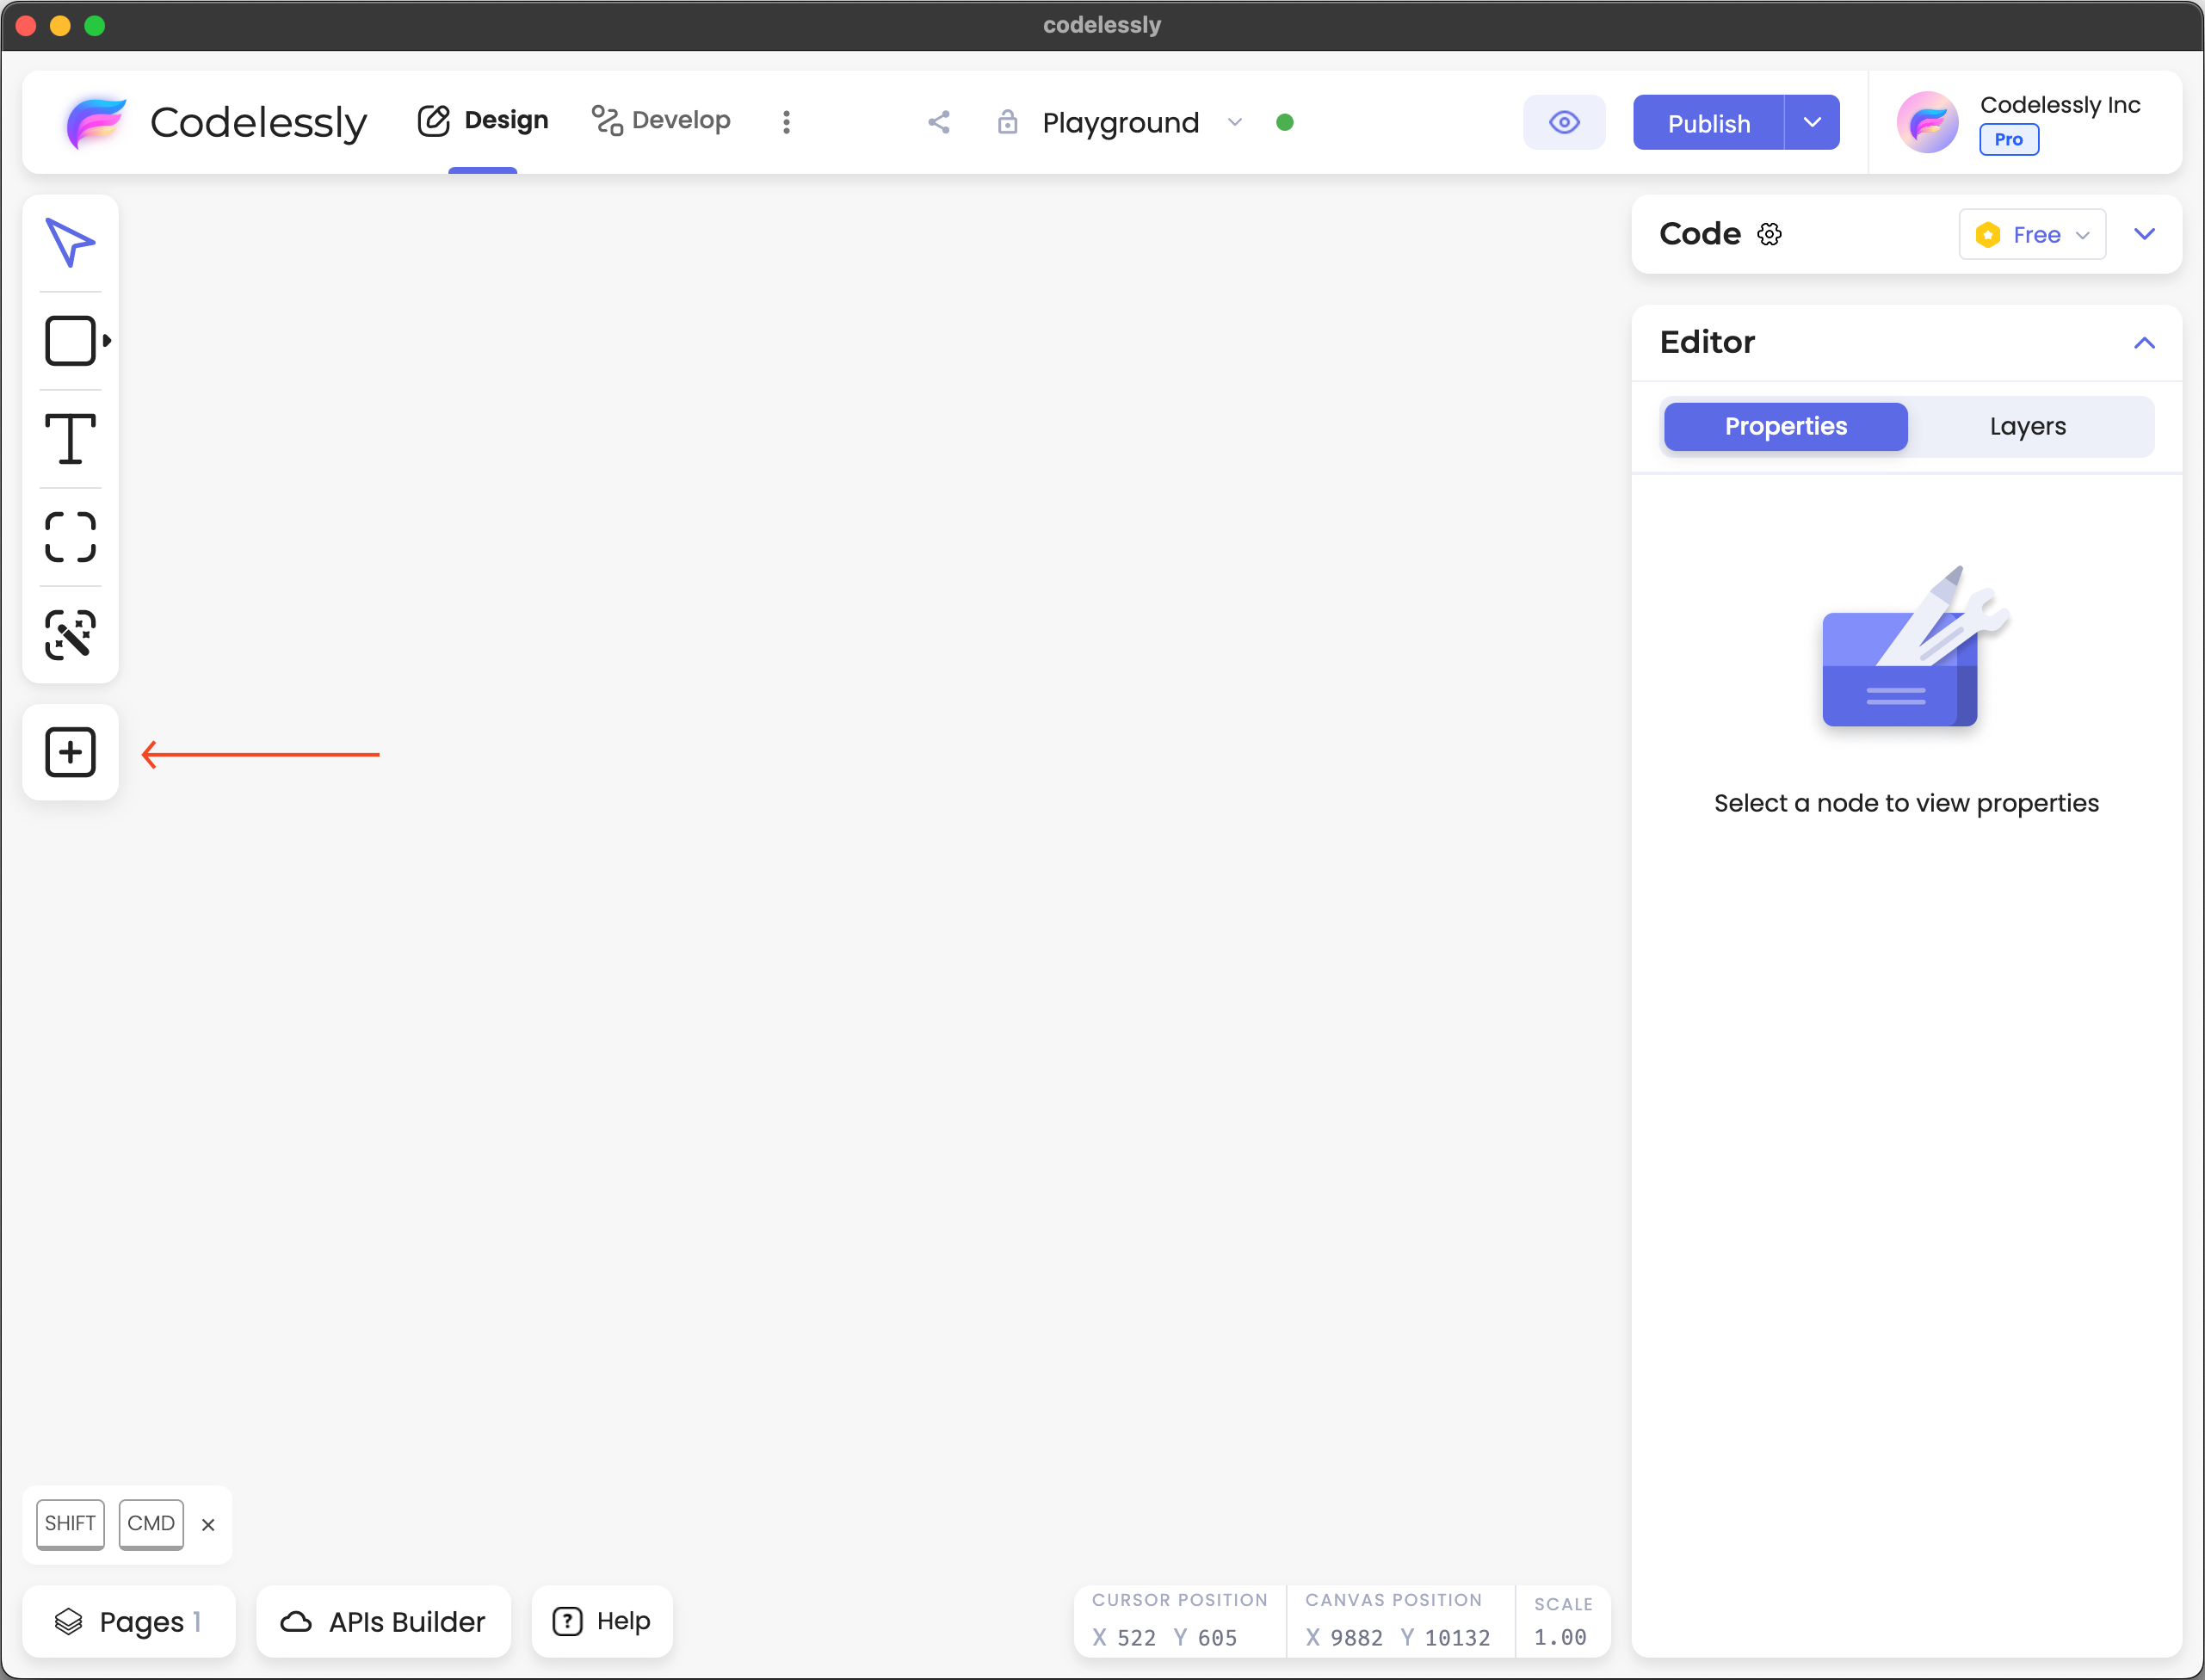 codelessly
Codelessly
Design
Develop
Playground
Publish
Codelessly Inc
Pro
Code
Free
Editor
Properties
Layers
T
Select a node to view properties
SHIFT CMD ×
Pages 1
APIs Builder
? Help
CURSOR POSITION
X 522 Y 605
CANVAS POSITION
X 9882 Y 10132
SCALE
1.00